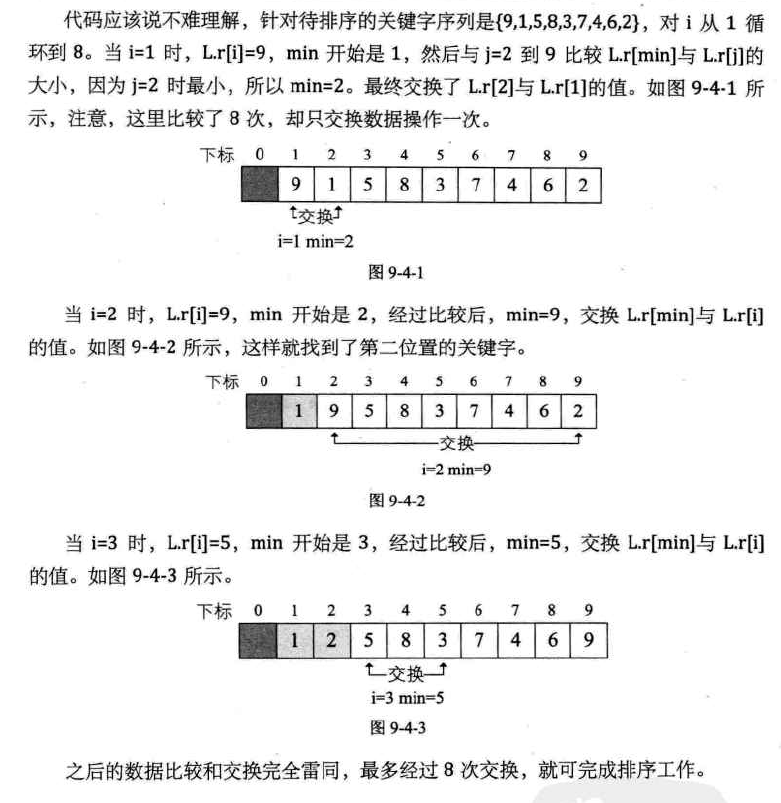 代码应该说不难理解，针对待排序的关键字序列是{9,1,5,8,3,7,4,6,2}，对 i 从 1 循
环到 8。当 i=1 时，L.r[i]=9，min 开始是 1，然后与 j=2 到 9 比较 L.r[min]与 L.r[j]的
大小，因为 j=2 时最小，所以 min=2。最终交换了 L.r[2]与 L.r[1]的值。如图 9-4-1 所
示，注意，这里比较了 8 次，却只交换数据操作一次。
下标 0 1 2 3 4 5 6 7 8 9
9 1 5 8 3 7 4 6 2
交换
i=1 min=2
图 9-4-1
当 i=2 时，L.r[i]=9，min 开始是 2，经过比较后，min=9，交换 L.r[min]与 L.r[i]
的值。如图 9-4-2 所示，这样就找到了第二位置的关键字。
下标 0 1 2 3 4 5 6 7 8 9
1 9 5 8 3 7 4 6 2
交换
i=2 min=9
图 9-4-2
当 i=3 时，L.r[i]=5，min 开始是 3，经过比较后，min=5，交换 L.r[min]与 L.r[i]
的值。如图 9-4-3 所示。
下标 0 1 2 3 4 5 6 7 8 9
1 2 5 8 3 7 4 6 9
交换
i=3 min=5
图 9-4-3
之后的数据比较和交换完全雷同，最多经过 8 次交换，就可完成排序工作。